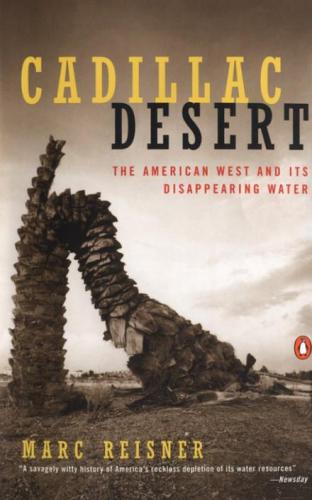 CADILLAC
DESERT
THE AMERICAN WEST AND ITS
DISAPPEARING WATER
MARC REISNER
"A savagely witty history of America's reckless depletion of its water resources"
—Newsday